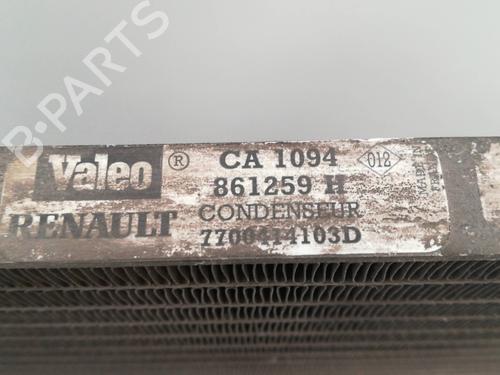 B-PARTS
Valeo ® CA 1094 012
861259 H
RENAULT CONDENSEUR
7700414103D